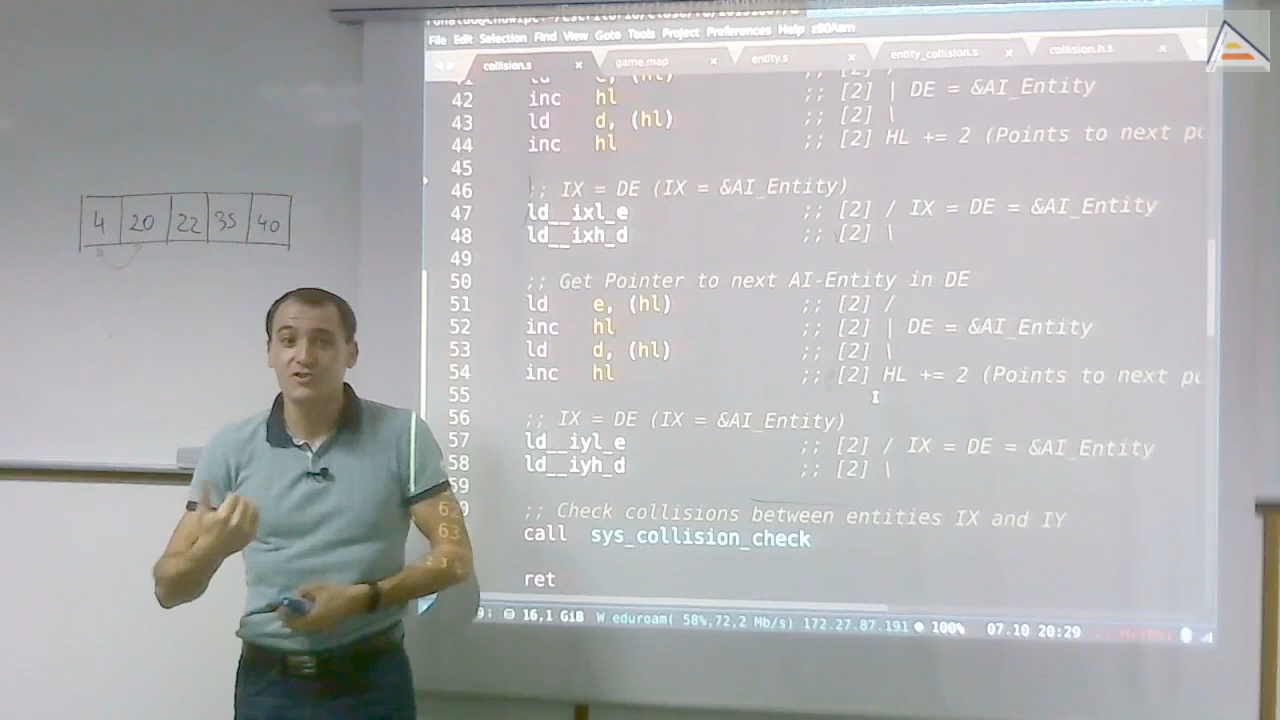 File Edit Selection Find View Goto Tools Project Preferences Help z80Asm
collision.s × game.map × entity.s × entity_collision.s × collision.h.s ×
42 inc hl ;; [2] | DE = &AI_Entity
43 ld d, (hl) ;; [2] \
44 inc hl ;; [2] HL += 2 (Points to next
45
46 ;; IX = DE (IX = &AI_Entity)
47 ld__ixl_e ;; [2] / IX = DE = &AI_Entity
48 ld__ixh_d ;; [2] \
49
50 ;; Get Pointer to next AI-Entity in DE
51 ld e, (hl) ;; [2] /
52 inc hl ;; [2] | DE = &AI_Entity
53 ld d, (hl) ;; [2] \
54 inc hl ;; [2] HL += 2 (Points to next
55
56 ;; IX = DE (IX = &AI_Entity)
57 ld__iyl_e ;; [2] / IX = DE = &AI_Entity
58 ld__iyh_d ;; [2] \
59
;; Check collisions between entities IX and IY
63 call sys_collision_check
ret
16,1 GiB W eduroam( 58%,72,2 Mb/s) 172.27.87.191 100% 07.10 20:29
4 20 22 35 40